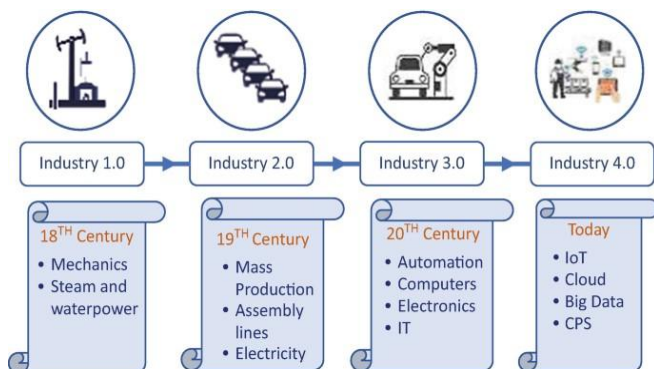 Industry 1.0
Industry 2.0
Industry 3.0
Industry 4.0
18TH Century
• Mechanics
• Steam and
waterpower
19TH Century
• Mass
Production
• Assembly
lines
• Electricity
20TH Century
• Automation
• Computers
• Electronics
• IT
Today
• IoT
• Cloud
• Big Data
• CPS